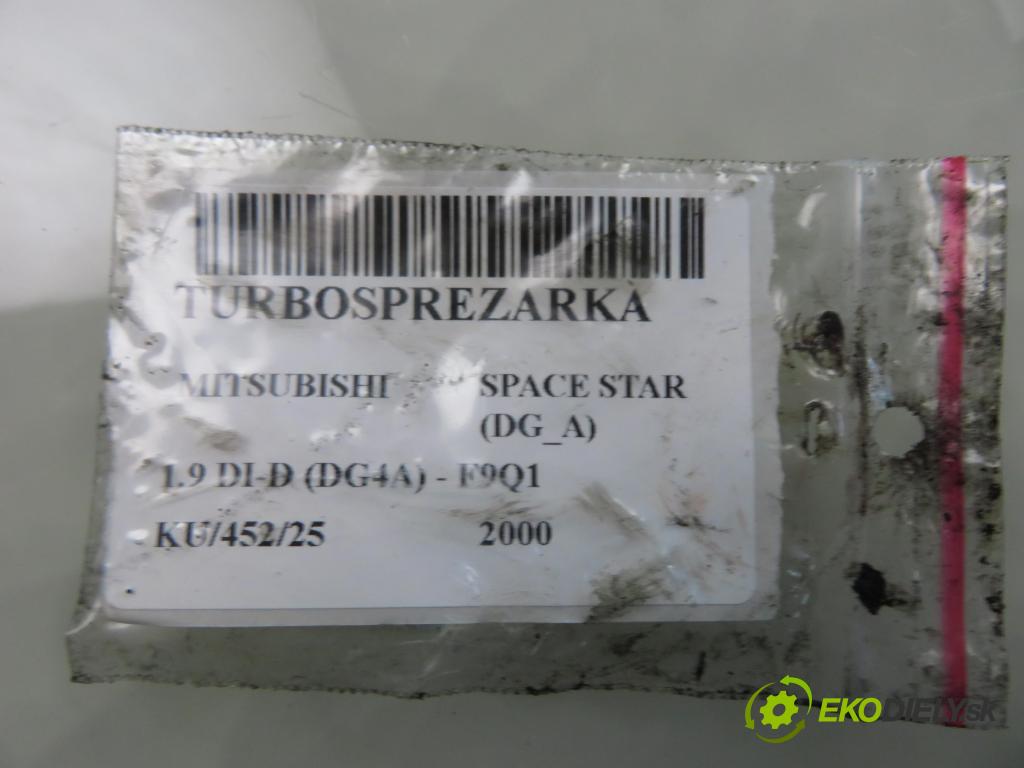 TURBOSPREZARKA
MITSUBISHI SPACE STAR
(DG_A)
1.9 DI-D (DG4A) - F9Q1
KU/452/25 2000
EKODIELY.sk